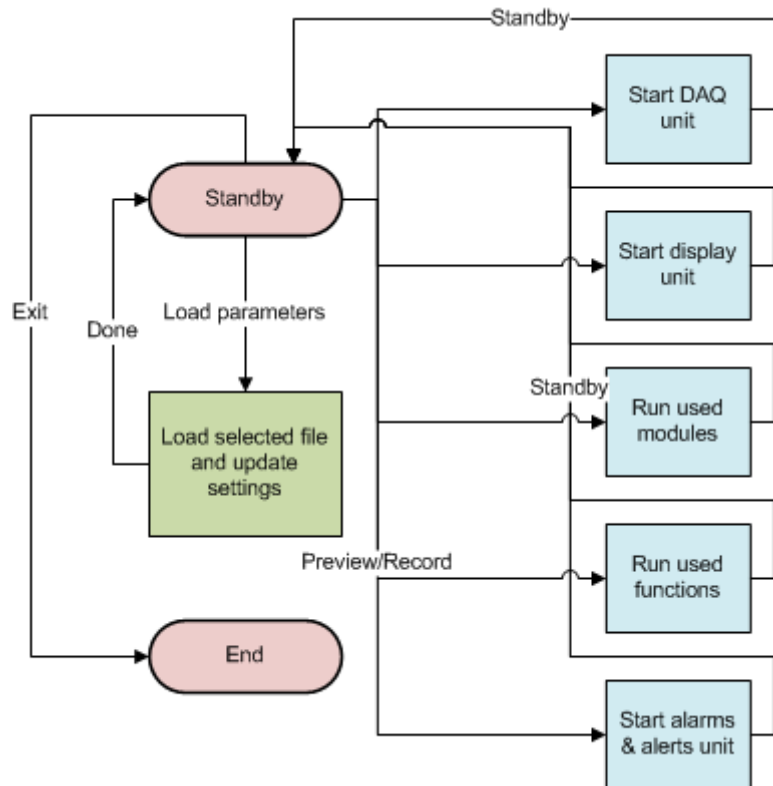 Standby
Start DAQ
unit
Standby
Start display
unit
Exit
Done
Load parameters
Standby
Load selected file
and update
settings
Run used
modules
Preview/Record
Run used
functions
End
Start alarms
& alerts unit